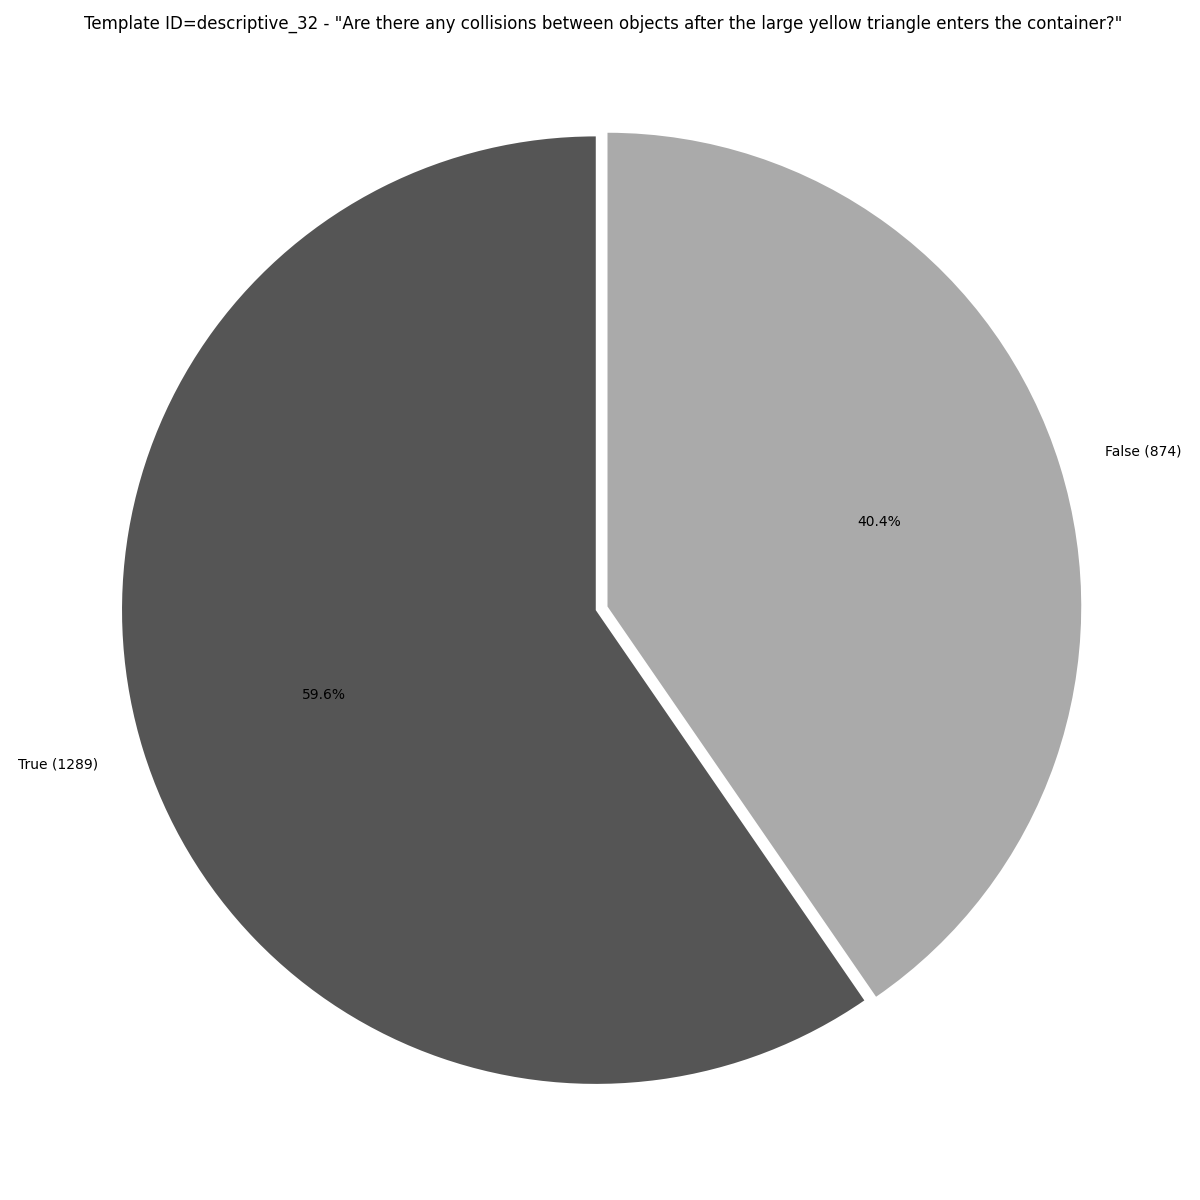 Template ID=descriptive_32 - "Are there any collisions between objects after the large yellow triangle enters the container?"
False (874)
40.4%
59.6%
True (1289)